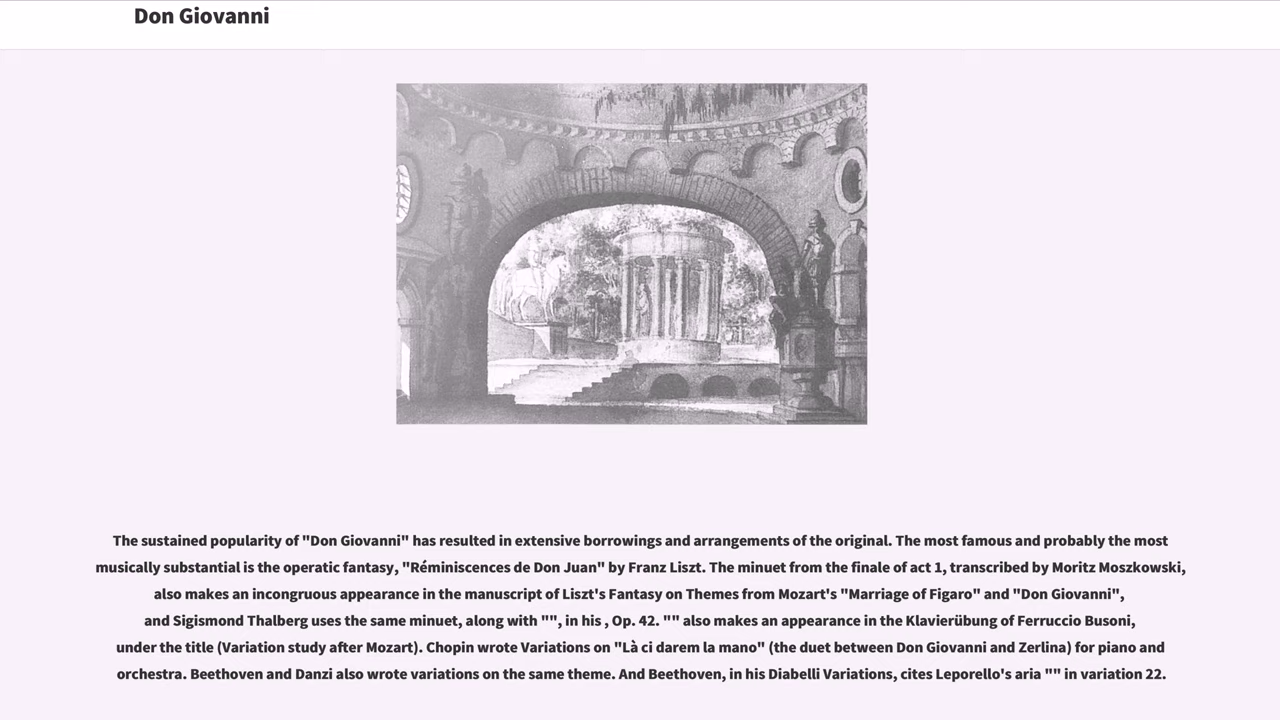 Don Giovanni
The sustained popularity of "Don Giovanni" has resulted in extensive borrowings and arrangements of the original. The most famous and probably the most
musically substantial is the operatic fantasy, "Réminiscences de Don Juan" by Franz Liszt. The minuet from the finale of act 1, transcribed by Moritz Moszkowski,
also makes an incongruous appearance in the manuscript of Liszt's Fantasy on Themes from Mozart's "Marriage of Figaro" and "Don Giovanni",
and Sigismond Thalberg uses the same minuet, along with "", in his , Op. 42. "" also makes an appearance in the Klavierübung of Ferruccio Busoni,
under the title (Variation study after Mozart). Chopin wrote Variations on "Là ci darem la mano" (the duet between Don Giovanni and Zerlina) for piano and
orchestra. Beethoven and Danzi also wrote variations on the same theme. And Beethoven, in his Diabelli Variations, cites Leporello's aria "" in variation 22.